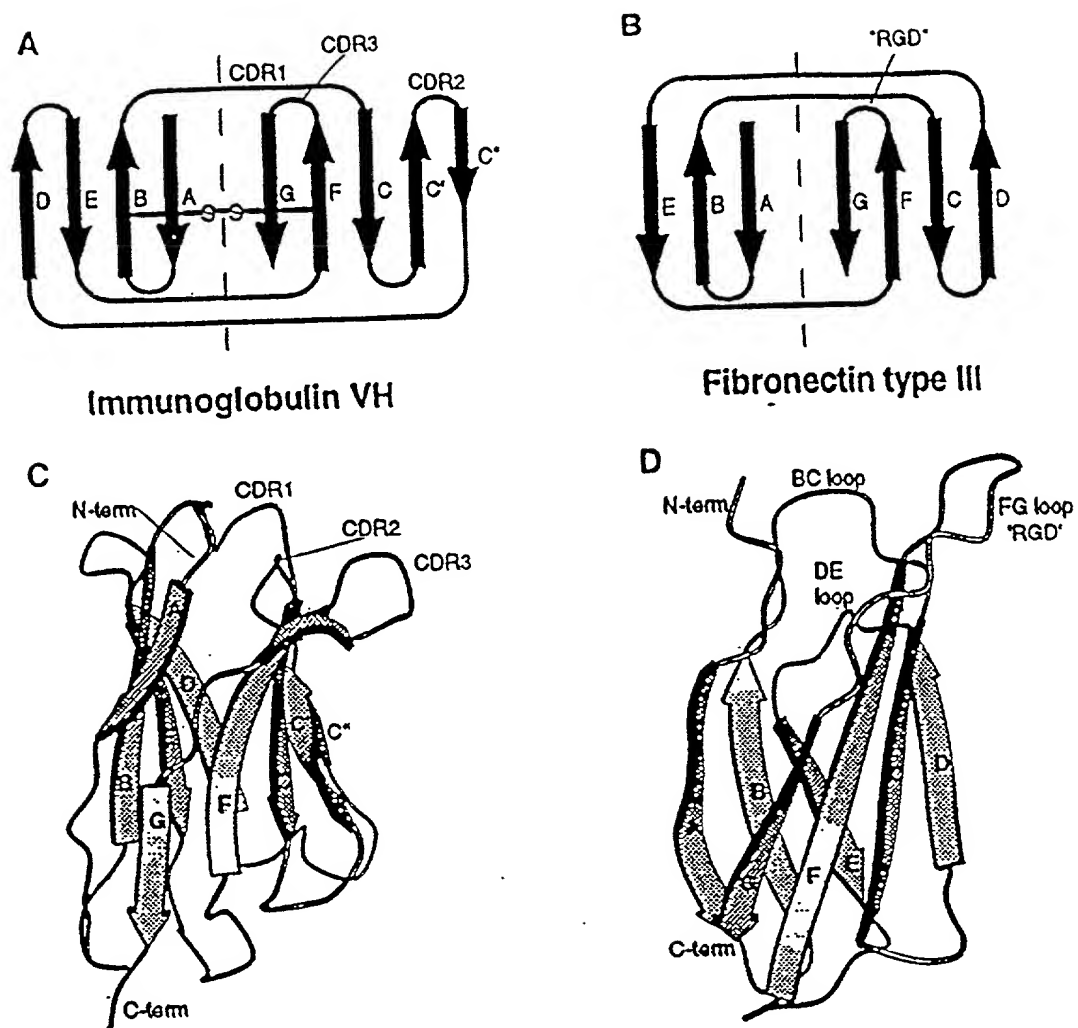 A
CDR1
CDR3
CDR2
D
E
B
A
S S
G
F
C
C'
C"
Immunoglobulin VH
B
"RGD"
E
B
A
G
F
C
D
Fibronectin type III
C
N-term
CDR1
CDR2
CDR3
D
B
G
F
C'
C"
C-term
D
N-term
BC loop
FG loop
"RGD"
DE
loop
B
D
G
F
E
C-term